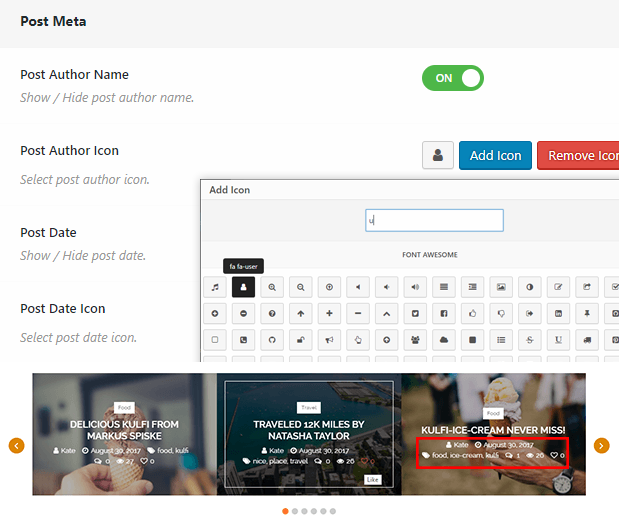 Post Meta
Post Author Name
ON
Show / Hide post author name.
Post Author Icon
Add Icon
Remove Icon
Select post author icon.
Add Icon
u
Post Date
Show / Hide post date.
FONT AWESOME
fa fa-user
Post Date Icon
Select post date icon.
Food
DELICIOUS KULFI FROM
MARKUS SPISKE
Kate August 30, 2017 food, kulfi
0 27 0
Travel
TRAVELED 12K MILES BY
NATASHA TAYLOR
Kate August 30, 2017
nice, place, travel 0 26 0
Like
Food
KULFI-ICE-CREAM NEVER MISS!
Kate August 30, 2017
food, ice-cream, kulfi 1 26 0